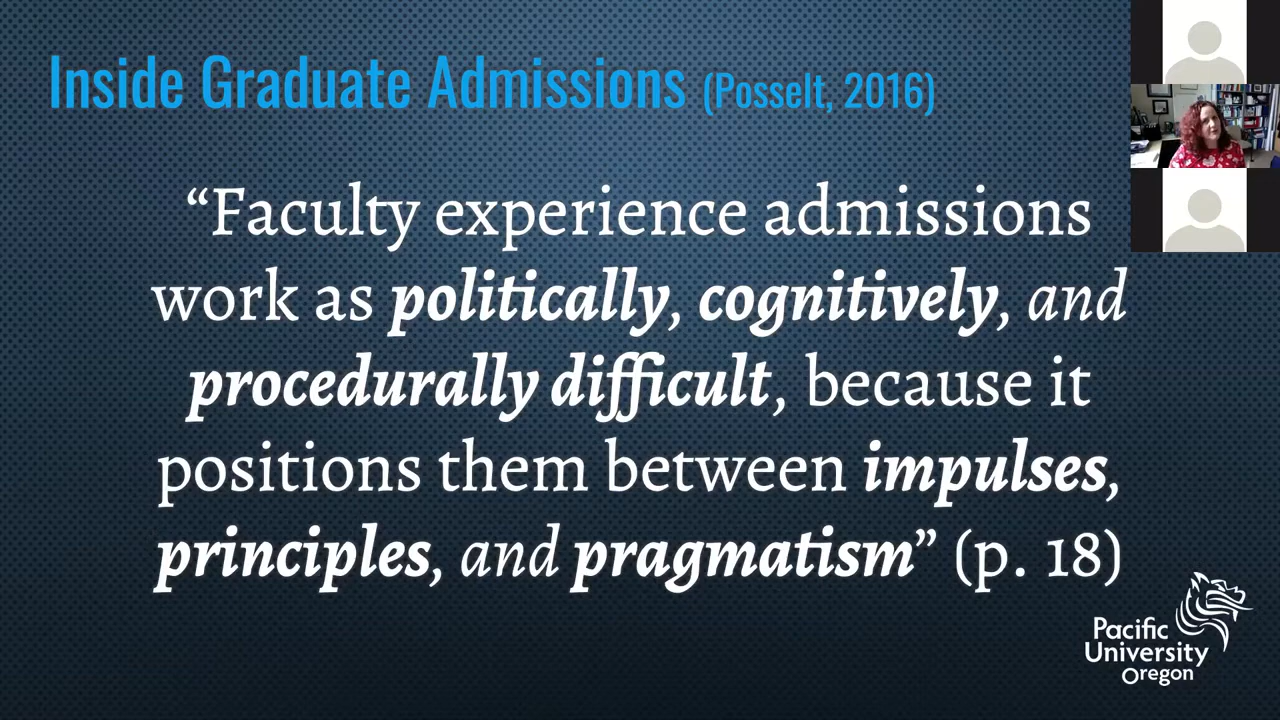 Inside Graduate Admissions (Posselt, 2016)
“Faculty experience admissions
work as politically, cognitively, and
procedurally difficult, because it
positions them between impulses,
principles, and pragmatism” (p. 18)
Pacific
University
Oregon